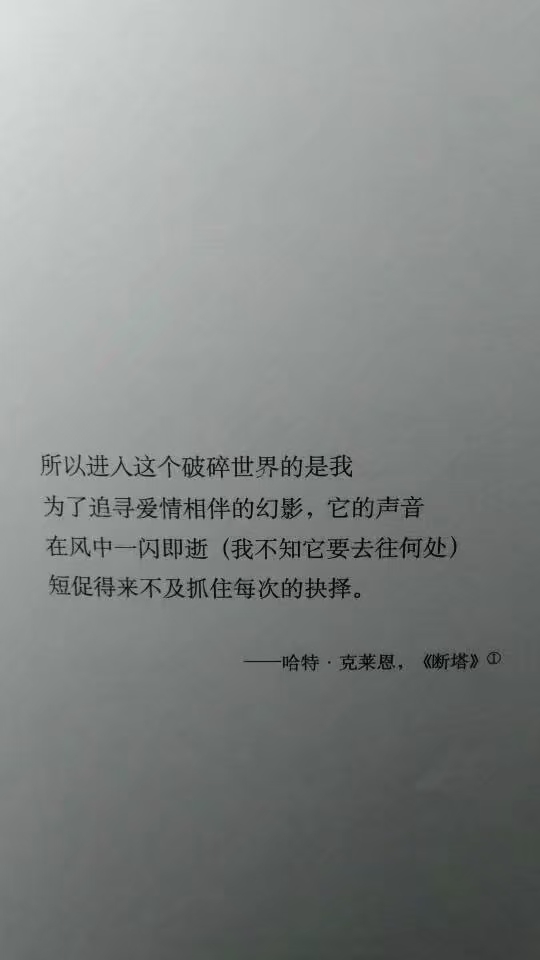 所以进入这个破碎世界的是我
为了追寻爱情相伴的幻影，它的声音
在风中一闪即逝（我不知它要去往何处）
短促得来不及抓住每次的抉择。
——哈特·克莱恩，《断塔》①